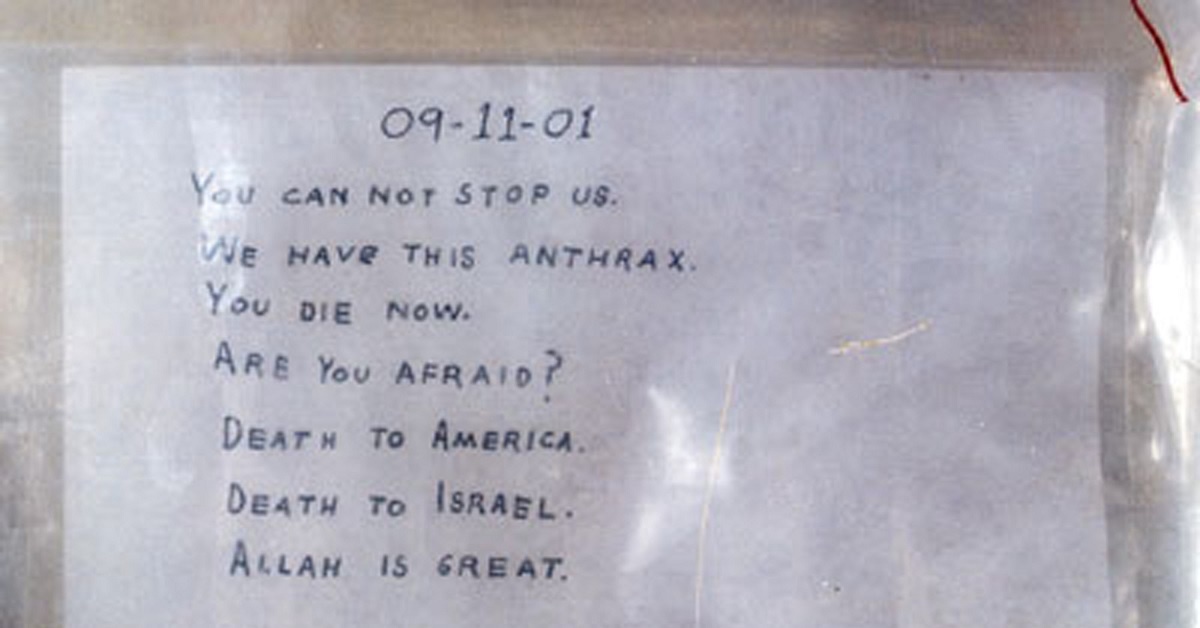 09-11-01
YOU CAN NOT STOP US.
WE HAVE THIS ANTHRAX.
YOU DIE NOW.
ARE YOU AFRAID?
DEATH TO AMERICA.
DEATH TO ISRAEL.
ALLAH IS GREAT.